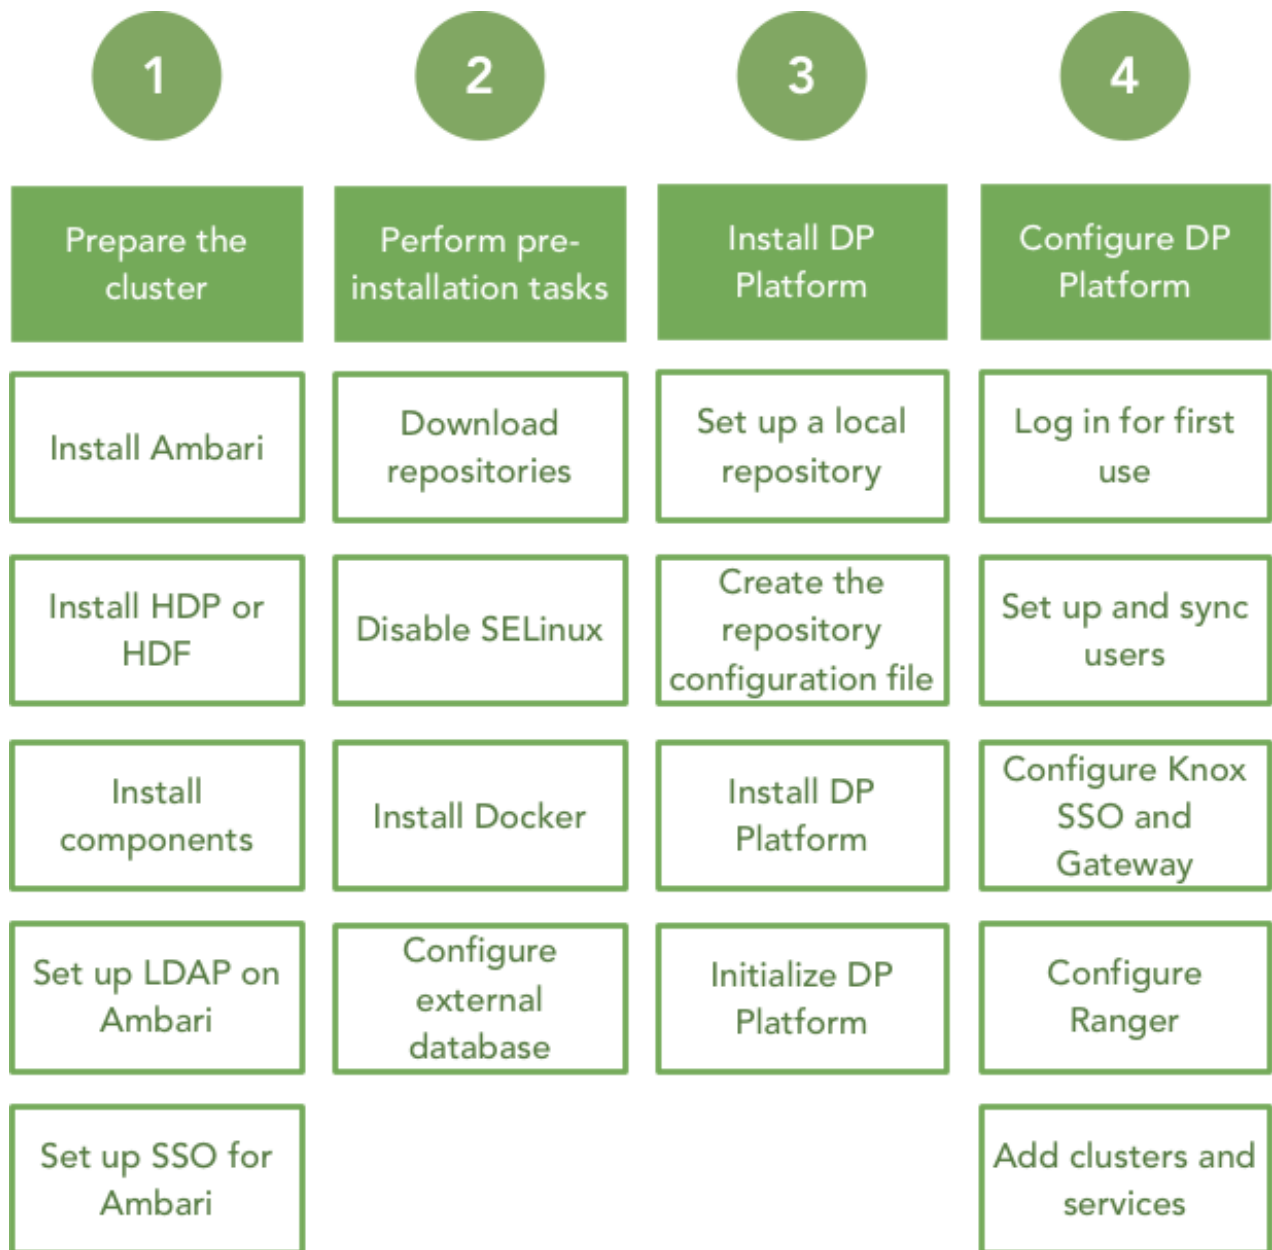 1
Prepare the
cluster
Install Ambari
Install HDP or
HDF
Install
components
Set up LDAP on
Ambari
Set up SSO for
Ambari
2
Perform pre-
installation tasks
Download
repositories
Disable SELinux
Install Docker
Configure
external
database
3
Install DP
Platform
Set up a local
repository
Create the
repository
configuration file
Install DP
Platform
Initialize DP
Platform
4
Configure DP
Platform
Log in for first
use
Set up and sync
users
Configure Knox
SSO and
Gateway
Configure
Ranger
Add clusters and
services